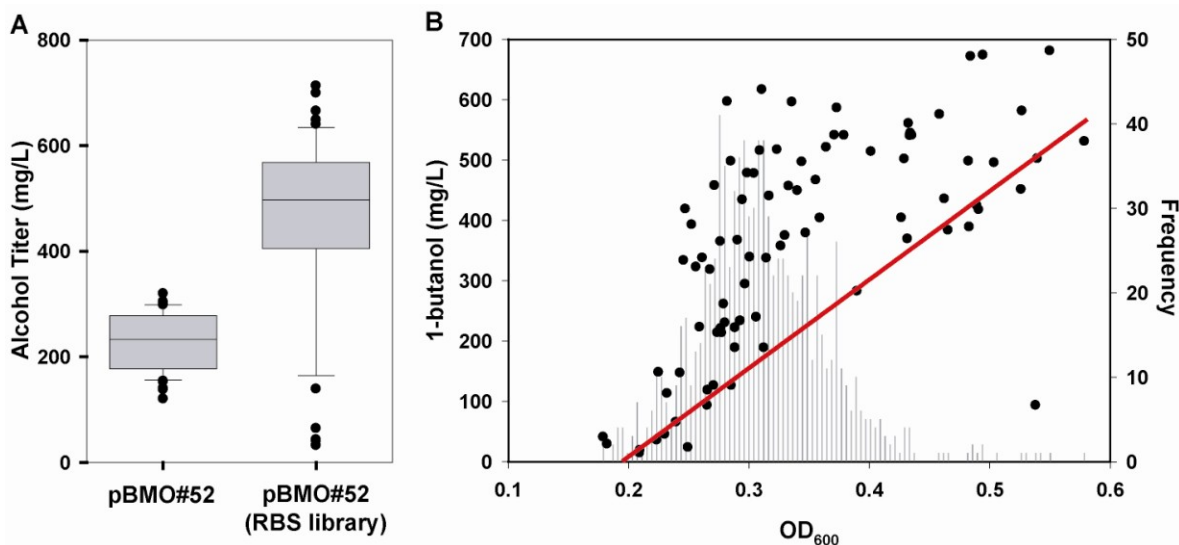 A
Alcohol Titer (mg/L)
800
600
400
200
0
pBMO#52
pBMO#52
(RBS library)
B
1-butanol (mg/L)
700
600
500
400
300
200
100
0
0.1
0.2
0.3
0.4
0.5
0.6
OD600
50
40
30
20
10
0
Frequency